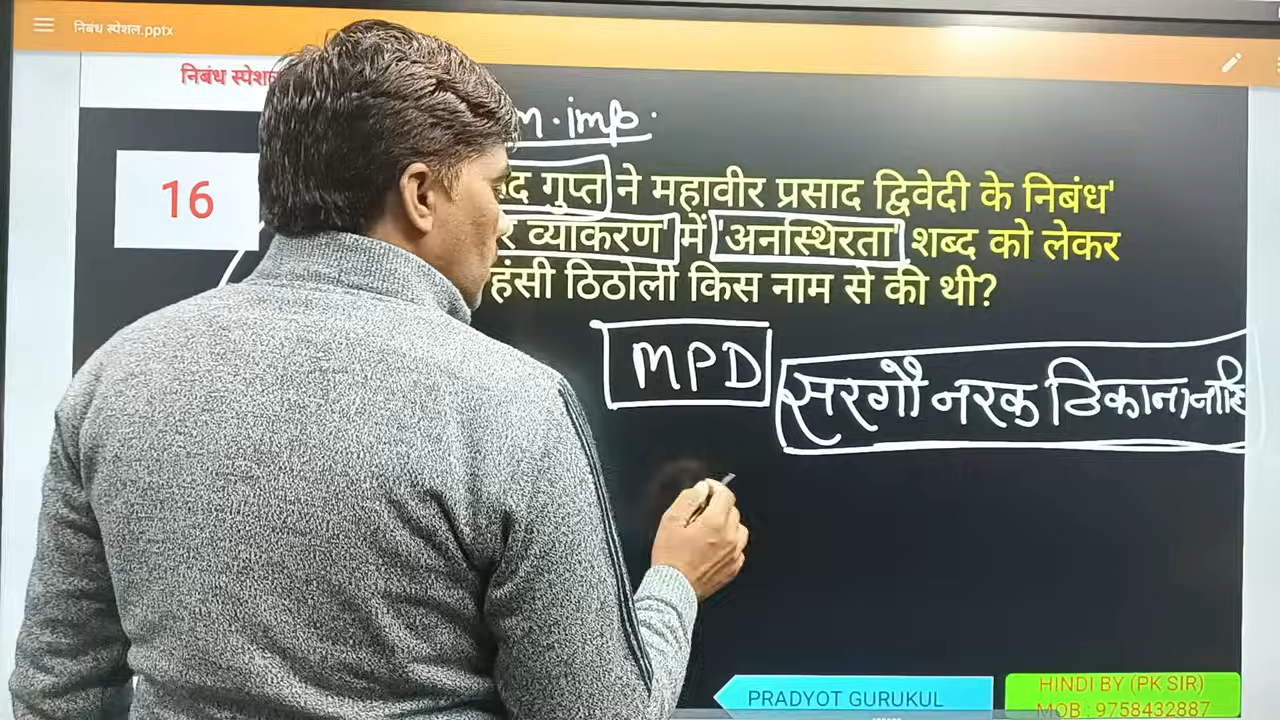 निबंध स्पेशल.pptx
निबंध स्पेश
m. imp.
16
गुप्त ने महावीर प्रसाद द्विवेदी के निबंध'
व्याकरण' में 'अनस्थिरता' शब्द को लेकर
हंसी ठिठोली किस नाम से की थी?
MPD
सरगौ नरक ठिकाना नाहि
PRADYOT GURUKUL
HINDI BY (PK SIR)
MOB : 9758432887